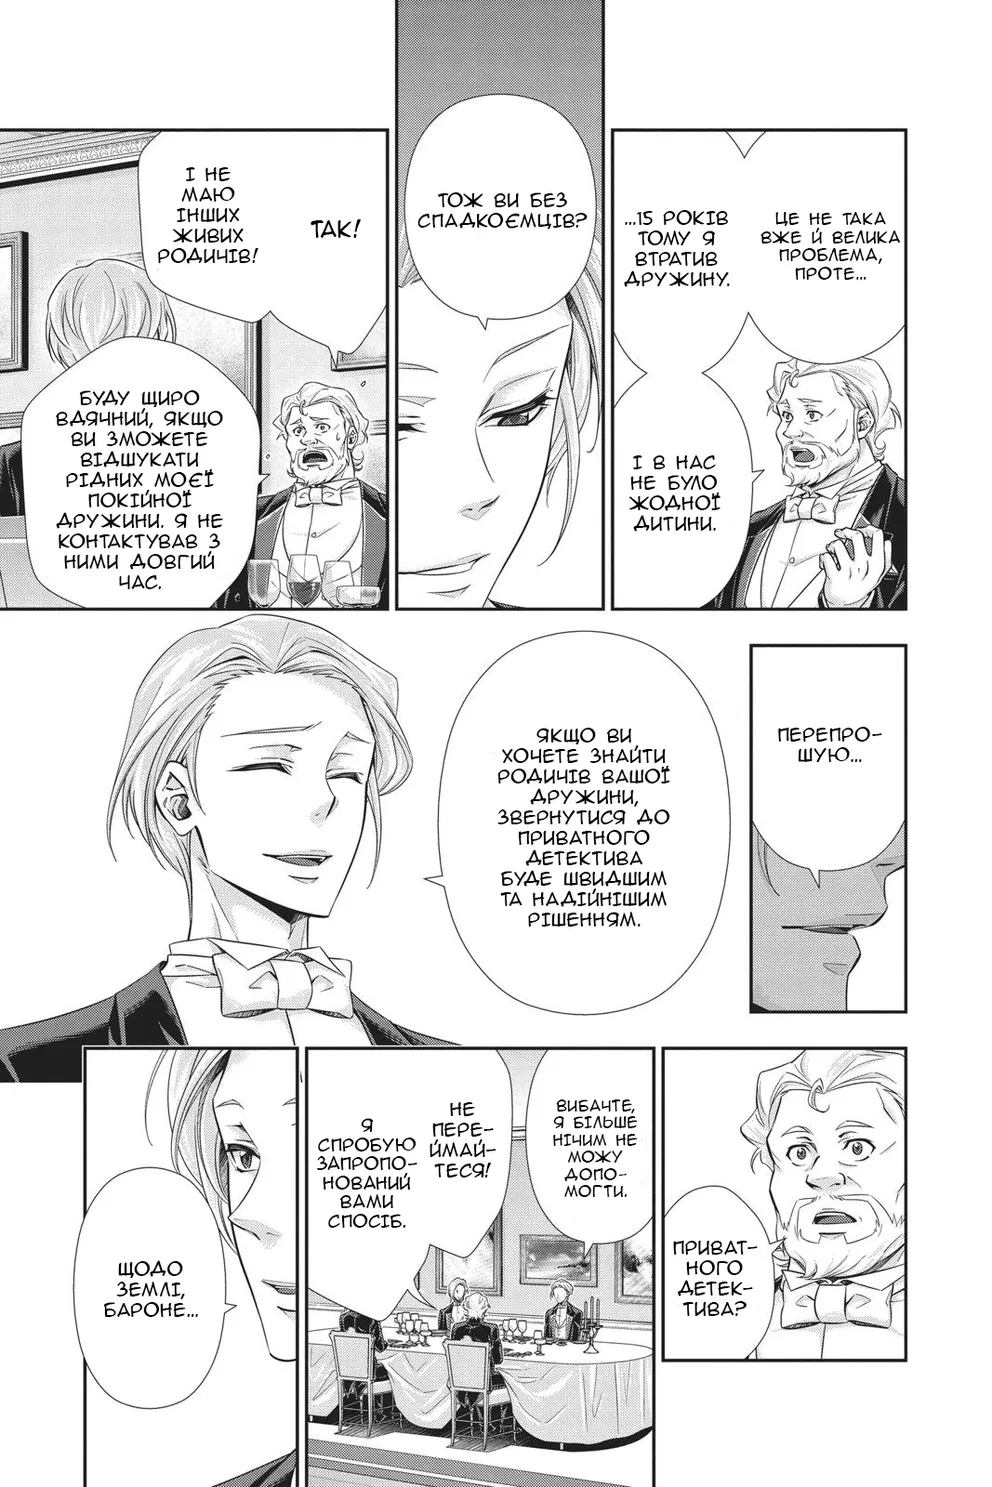 ЦЕ НЕ ТАКА
ВЖЕ Й ВЕЛИКА
ПРОБЛЕМА,
ПРОТЕ...
...15 РОКІВ
ТОМУ Я
ВТРАТИВ
ДРУЖИНУ.
І В НАС
НЕ БУЛО
ЖОДНОЇ
ДИТИНИ.
ТОЖ ВИ БЕЗ
СПАДКОЄМЦІВ?
ТАК!
І НЕ
МАЮ
ІНШИХ
ЖИВИХ
РОДИЧІВ!
БУДУ ЩИРО
ВДЯЧНИЙ, ЯКЩО
ВИ ЗМОЖЕТЕ
ВІДШУКАТИ
РІДНИХ МОЄЇ
ПОКІЙНОЇ
ДРУЖИНИ. Я НЕ
КОНТАКТУВАВ З
НИМИ ДОВГИЙ
ЧАС.
ПЕРЕПРО-
ШУЮ...
ЯКЩО ВИ
ХОЧЕТЕ ЗНАЙТИ
РОДИЧІВ ВАШОЇ
ДРУЖИНИ,
ЗВЕРНУТИСЯ ДО
ПРИВАТНОГО
ДЕТЕКТИВА
БУДЕ ШВИДШИМ
ТА НАДІЙНІШИМ
РІШЕННЯМ.
ПРИВАТ-
НОГО
ДЕТЕК-
ТИВА?
ВИБАЧТЕ,
Я БІЛЬШЕ
НІЧИМ НЕ
МОЖУ
ДОПО-
МОГТИ.
НЕ
ПЕРЕ-
ЙМАЙ-
ТЕСЯ!
Я
СПРОБУЮ
ЗАПРОПО-
НОВАНИЙ
ВАМИ
СПОСІБ.
ЩОДО
ЗЕМЛІ,
БАРОНЕ...